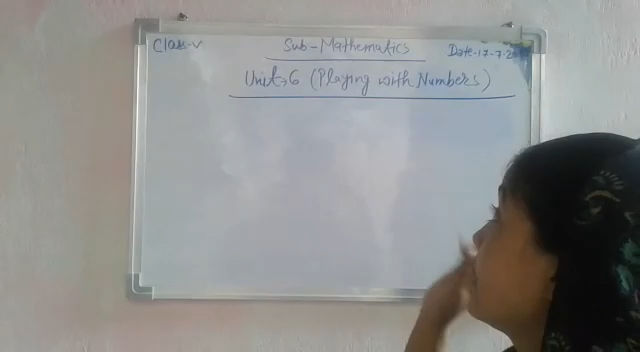 Class-V
Sub-Mathematics
Date-17-7-2
Unit-6 (Playing with Numbers)